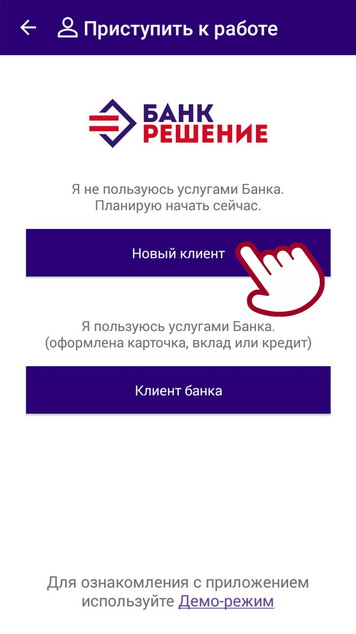 Приступить к работе
БАНК
РЕШЕНИЕ
Я не пользуюсь услугами Банка.
Планирую начать сейчас.
Новый клиент
Я пользуюсь услугами Банка.
(оформлена карточка, вклад или кредит)
Клиент банка
Для ознакомления с приложением
используйте Демо-режим